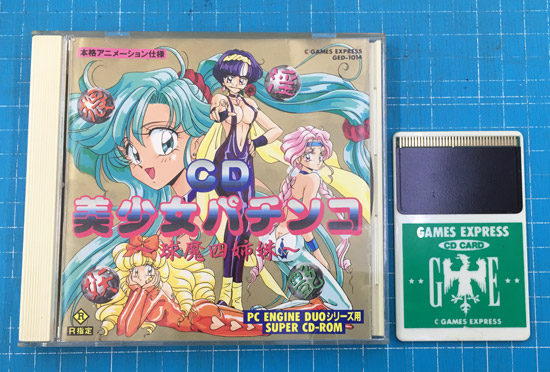 本格アニメーション仕様
C GAMES EXPRESS
GED-1014
CD
美少女パチンコ
球魔四姉妹
R
R指定
PC ENGINE DUOシリーズ用
SUPER CD-ROM
GAMES EXPRESS
CD CARD
G E
C GAMES EXPRESS